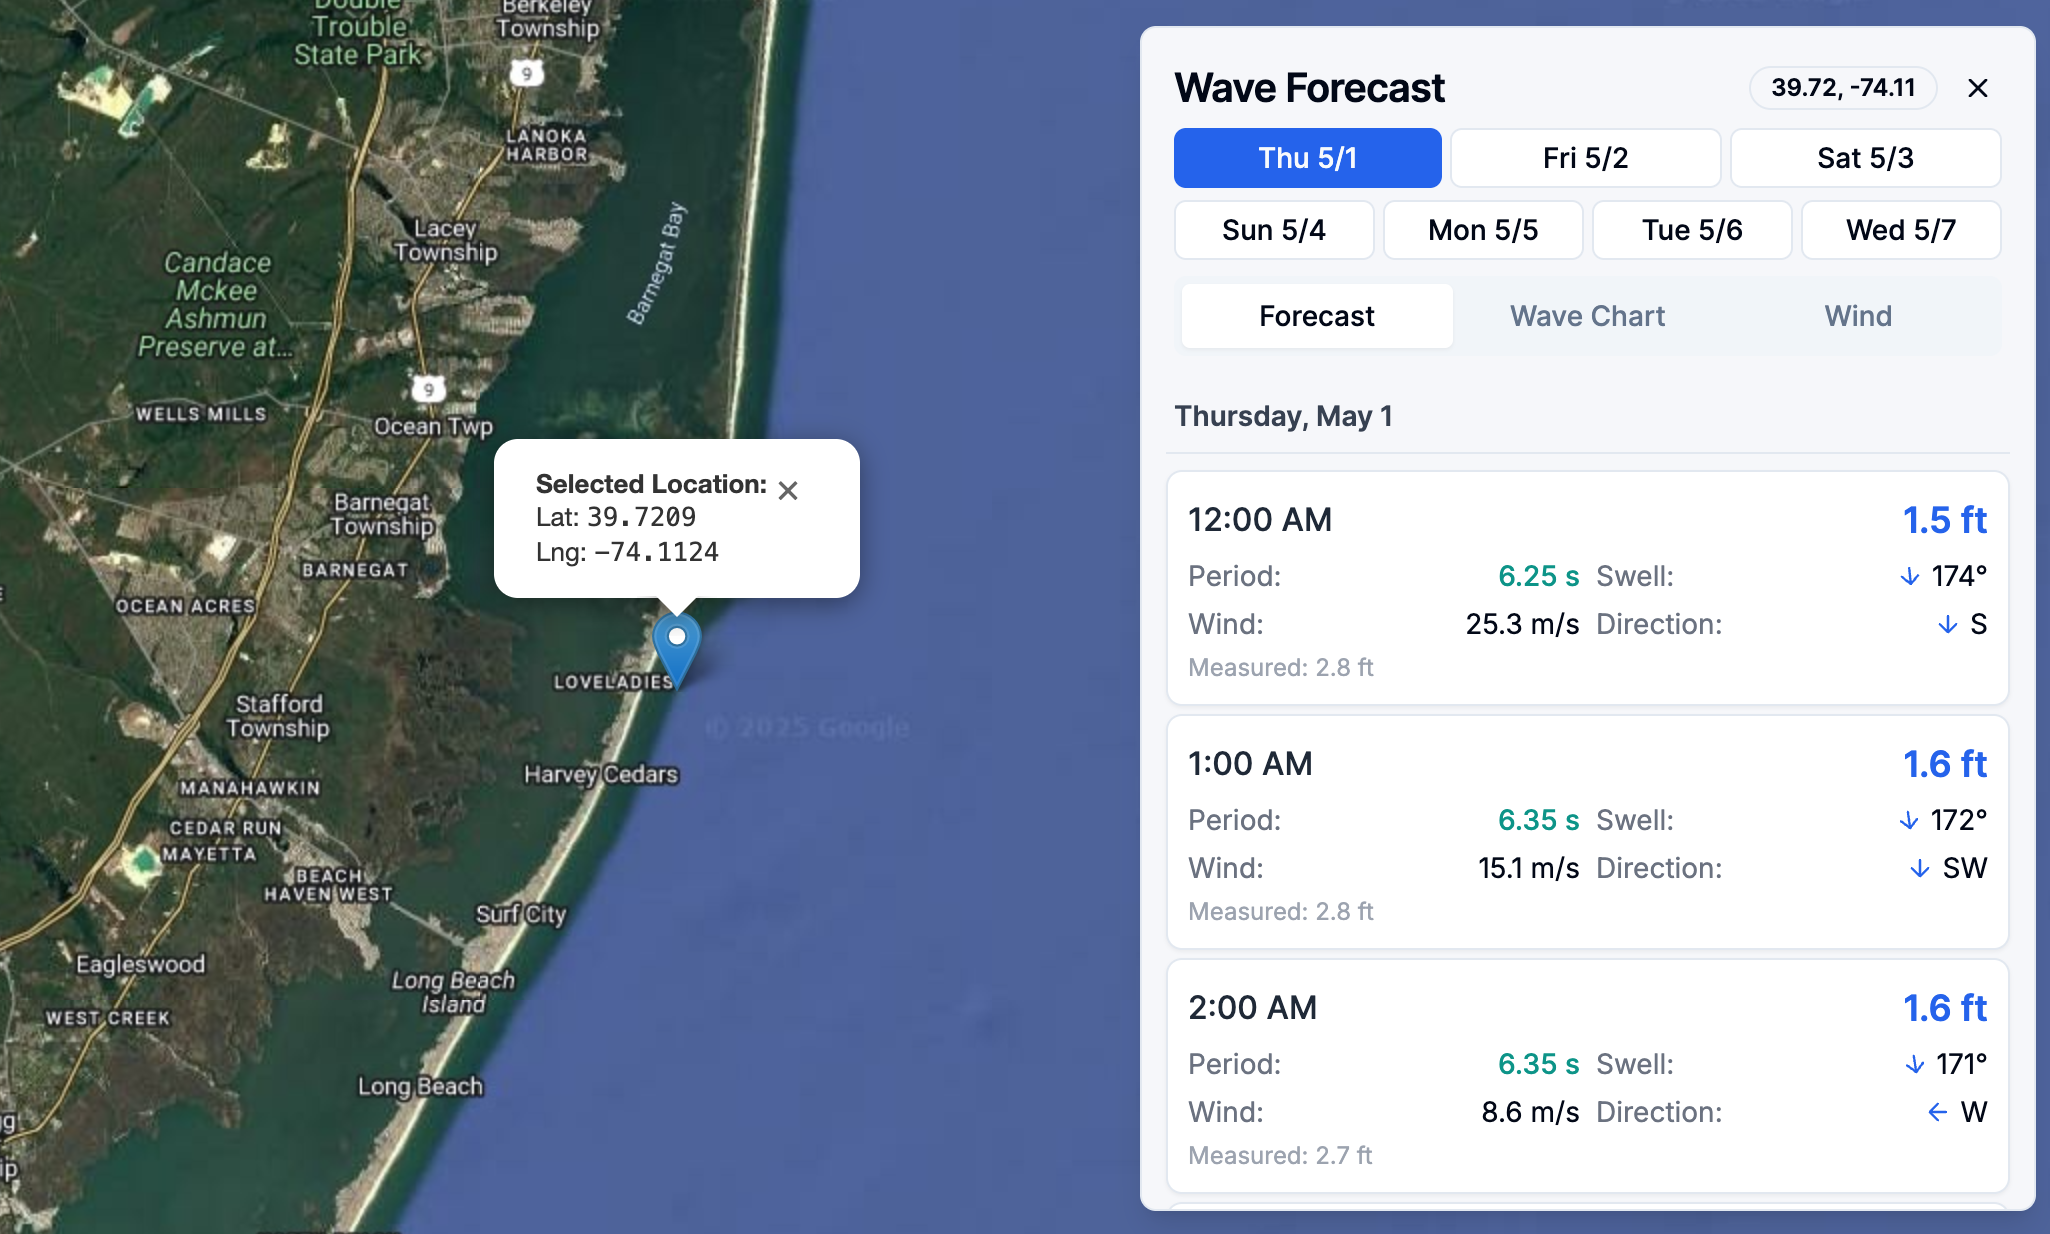 Double
Trouble
State Park
Berkeley
Township
9
LANOKA
HARBOR
Lacey
Township
Barnegat Bay
Candace
Mckee
Ashmun
Preserve at...
9
WELLS MILLS
Ocean Twp
Selected Location: ×
Lat: 39.7209
Lng: -74.1124
Barnegat
Township
BARNEGAT
OCEAN ACRES
LOVELADIES
Stafford
Township
© 2025 Google
Harvey Cedars
MANAHAWKIN
CEDAR RUN
MAYETTA
BEACH
HAVEN WEST
Surf City
Eagleswood
Long Beach
Island
WEST CREEK
Long Beach
Wave Forecast
39.72, -74.11 ×
Thu 5/1 Fri 5/2 Sat 5/3
Sun 5/4 Mon 5/5 Tue 5/6 Wed 5/7
Forecast Wave Chart Wind
Thursday, May 1
12:00 AM 1.5 ft
Period: 6.25 s Swell: ↓ 174°
Wind: 25.3 m/s Direction: ↓ S
Measured: 2.8 ft
1:00 AM 1.6 ft
Period: 6.35 s Swell: ↓ 172°
Wind: 15.1 m/s Direction: ↓ SW
Measured: 2.8 ft
2:00 AM 1.6 ft
Period: 6.35 s Swell: ↓ 171°
Wind: 8.6 m/s Direction: ← W
Measured: 2.7 ft